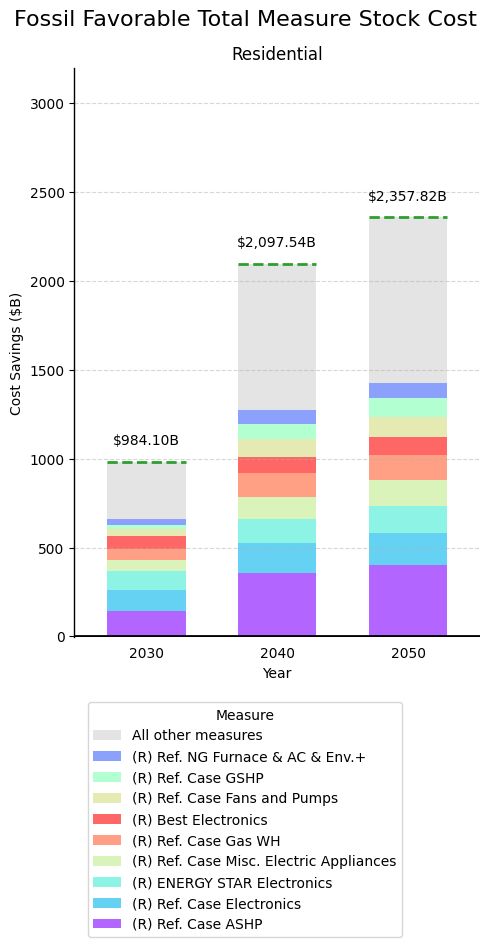 Fossil Favorable Total Measure Stock Cost
Residential
Cost Savings ($B)
3000
2500
2000
1500
1000
500
0
$984.10B
$2,097.54B
$2,357.82B
2030
2040
2050
Year
Measure
All other measures
(R) Ref. NG Furnace & AC & Env.+
(R) Ref. Case GSHP
(R) Ref. Case Fans and Pumps
(R) Best Electronics
(R) Ref. Case Gas WH
(R) Ref. Case Misc. Electric Appliances
(R) ENERGY STAR Electronics
(R) Ref. Case Electronics
(R) Ref. Case ASHP